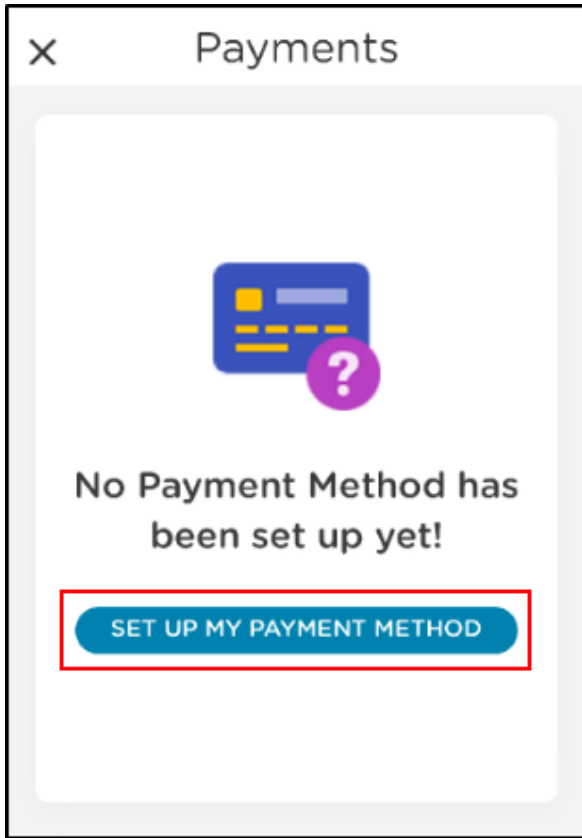 Payments
No Payment Method has
been set up yet!
SET UP MY PAYMENT METHOD